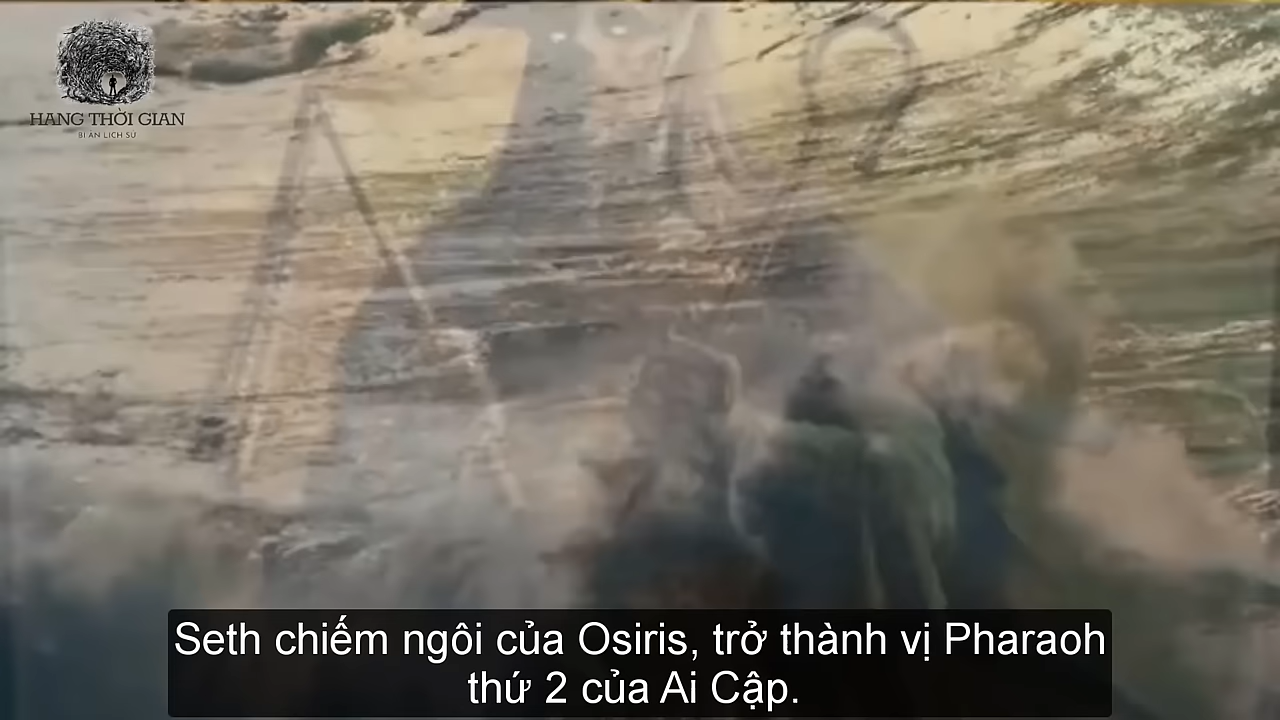 HANG THỜI GIAN
BÍ ẨN LỊCH SỬ
Seth chiếm ngôi của Osiris, trở thành vị Pharaoh
thứ 2 của Ai Cập.